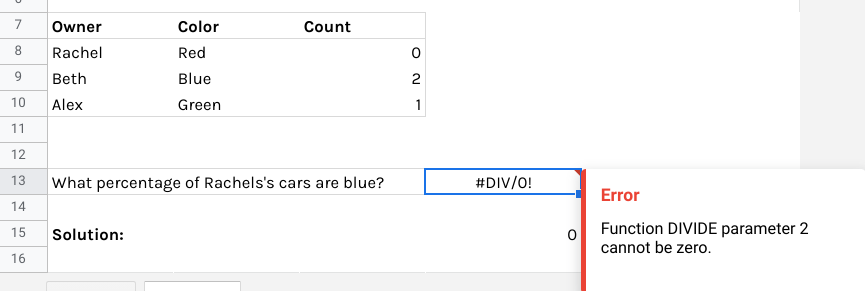 7 Owner Color Count
8 Rachel Red 0
9 Beth Blue 2
10 Alex Green 1
11
12
13 What percentage of Rachels's cars are blue? #DIV/0!
14
15 Solution: 0
16
Error
Function DIVIDE parameter 2
cannot be zero.